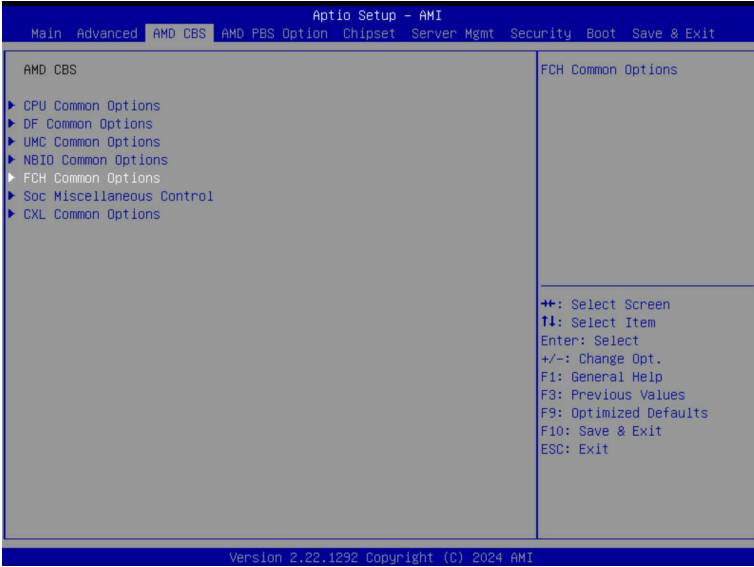 Aptio Setup – AMI
Main Advanced AMD CBS AMD PBS Option Chipset Server Mgmt Security Boot Save & Exit
AMD CBS
CPU Common Options
DF Common Options
UMC Common Options
NBIO Common Options
FCH Common Options
Soc Miscellaneous Control
CXL Common Options
FCH Common Options
→←: Select Screen
↑↓: Select Item
Enter: Select
+/-: Change Opt.
F1: General Help
F3: Previous Values
F9: Optimized Defaults
F10: Save & Exit
ESC: Exit
Version 2.22.1292 Copyright (C) 2024 AMI